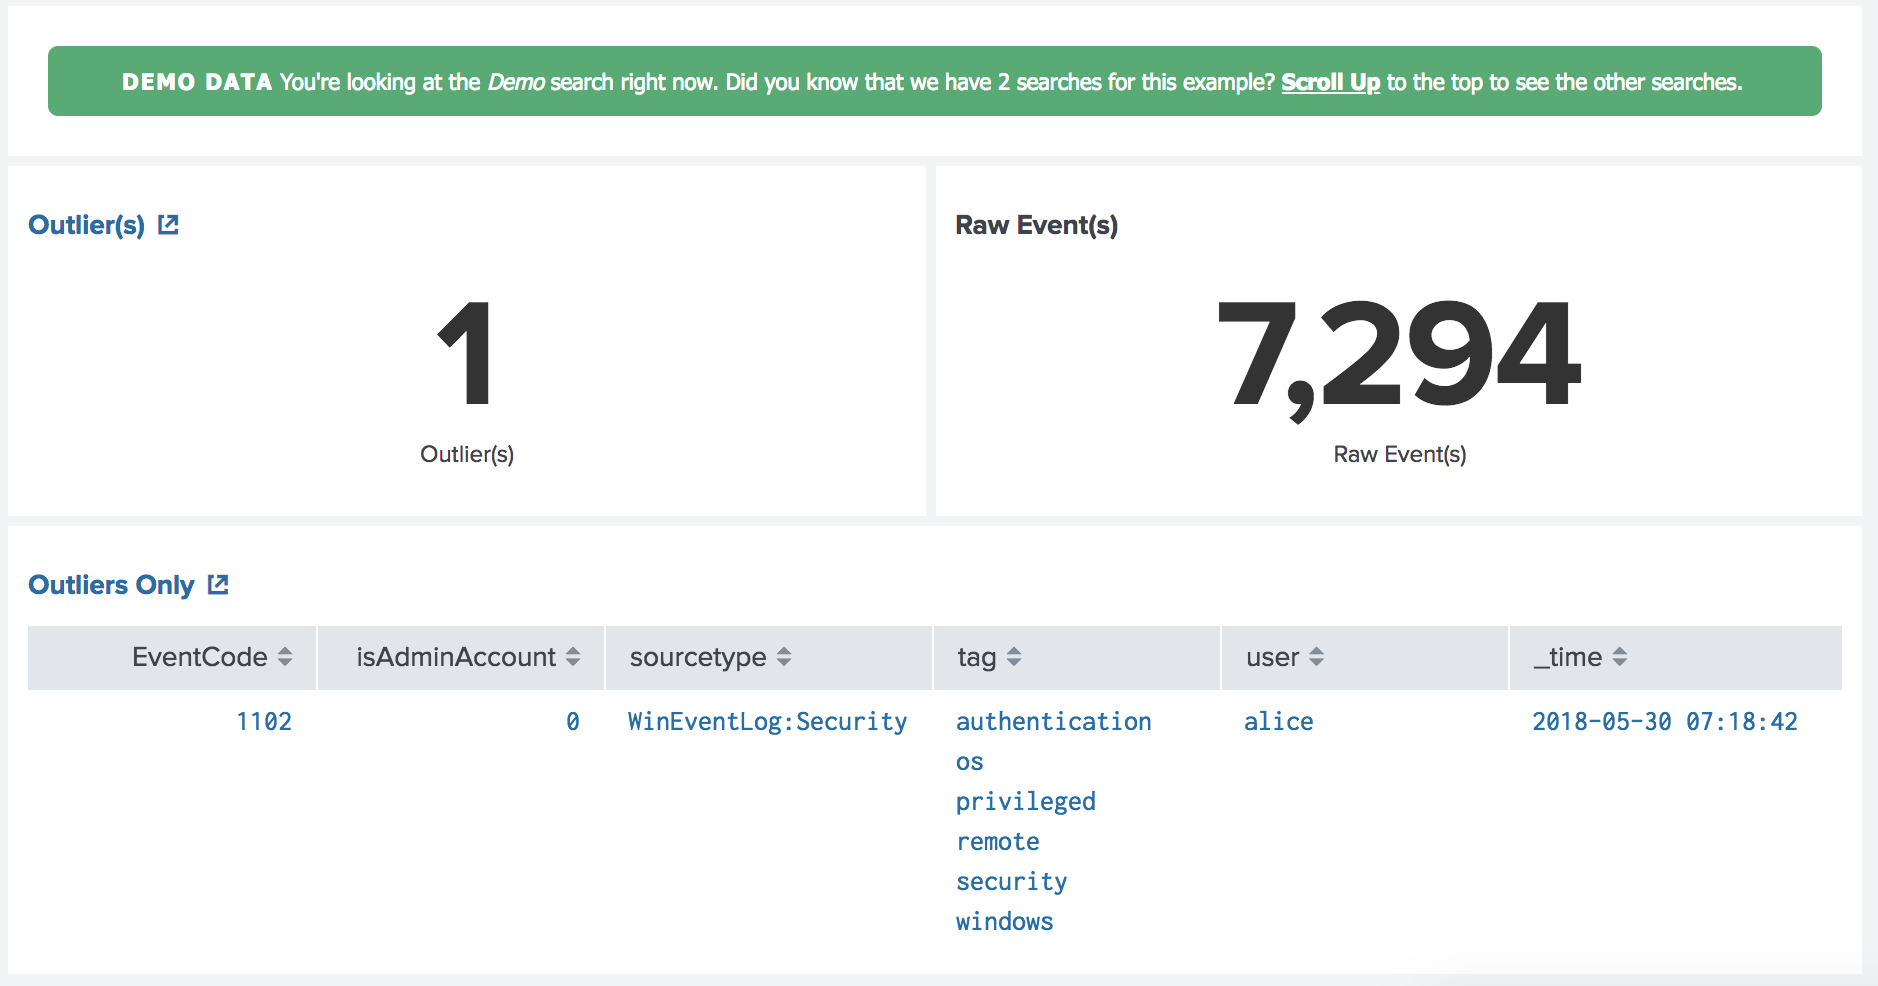 DEMO DATA You're looking at the Demo search right now. Did you know that we have 2 searches for this example? Scroll Up to the top to see the other searches.
Outlier(s)
1
Outlier(s)
Raw Event(s)
7,294
Raw Event(s)
Outliers Only
EventCode isAdminAccount sourcetype tag user _time
1102 0 WinEventLog:Security authentication alice 2018-05-30 07:18:42
os
privileged
remote
security
windows